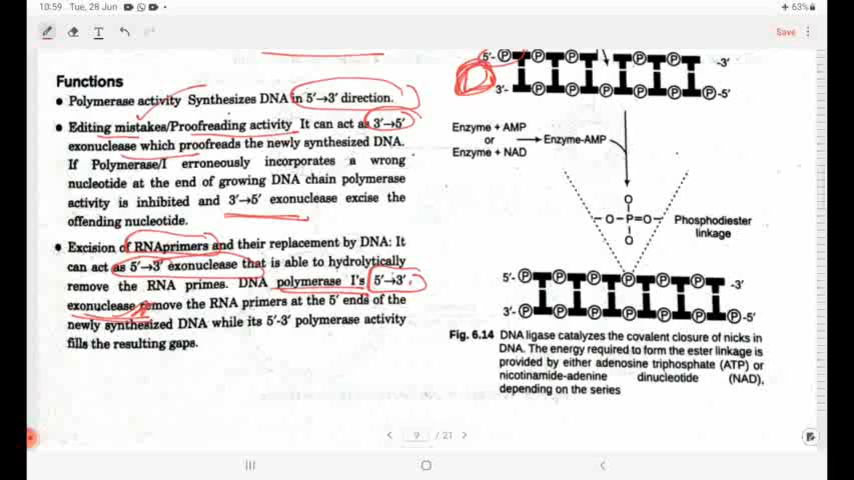 10:59 Tue, 28 Jun
63%
Save
Functions
• Polymerase activity Synthesizes DNA in 5'→3' direction.
• Editing mistakes/Proofreading activity It can act as 3'→5'
exonuclease which proofreads the newly synthesized DNA.
If Polymerase/I erroneously incorporates a wrong
nucleotide at the end of growing DNA chain polymerase
activity is inhibited and 3'→5' exonuclease excise the
offending nucleotide.
• Excision of RNAprimers and their replacement by DNA: It
can act as 5'→3' exonuclease that is able to hydrolytically
remove the RNA primes. DNA polymerase I's 5'→3'.
exonuclease remove the RNA primers at the 5' ends of the
newly synthesized DNA while its 5'-3' polymerase activity
fills the resulting gaps.
5'- P P P P P -3'
3'- P P P P P P -5'
Enzyme + AMP
or → Enzyme-AMP
Enzyme + NAD
O
–O–P=O–
O
Phosphodiester
linkage
5'- P P P P P P -3'
3'- P P P P P P -5'
Fig. 6.14 DNA ligase catalyzes the covalent closure of nicks in
DNA. The energy required to form the ester linkage is
provided by either adenosine triphosphate (ATP) or
nicotinamide-adenine dinucleotide (NAD),
depending on the series
9 / 21